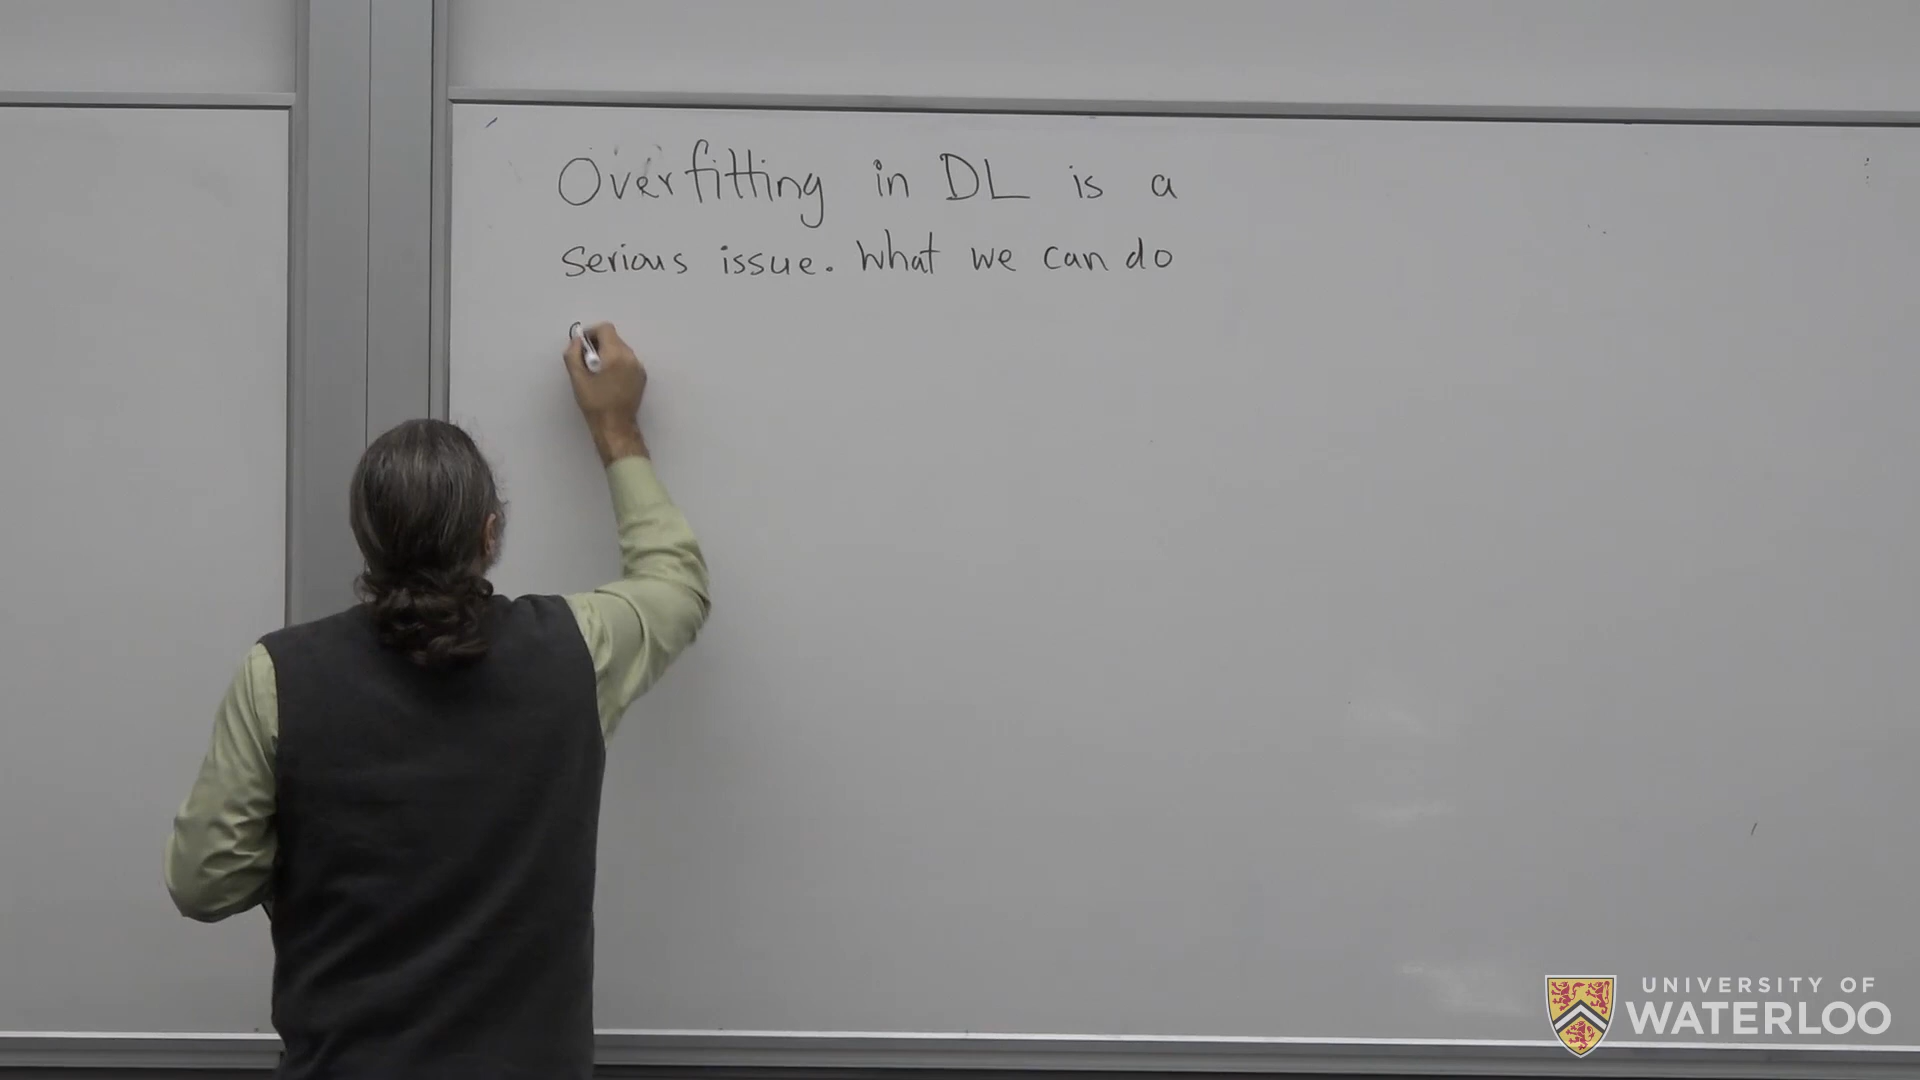 Overfitting in DL is a
serious issue. What we can do
UNIVERSITY OF
WATERLOO